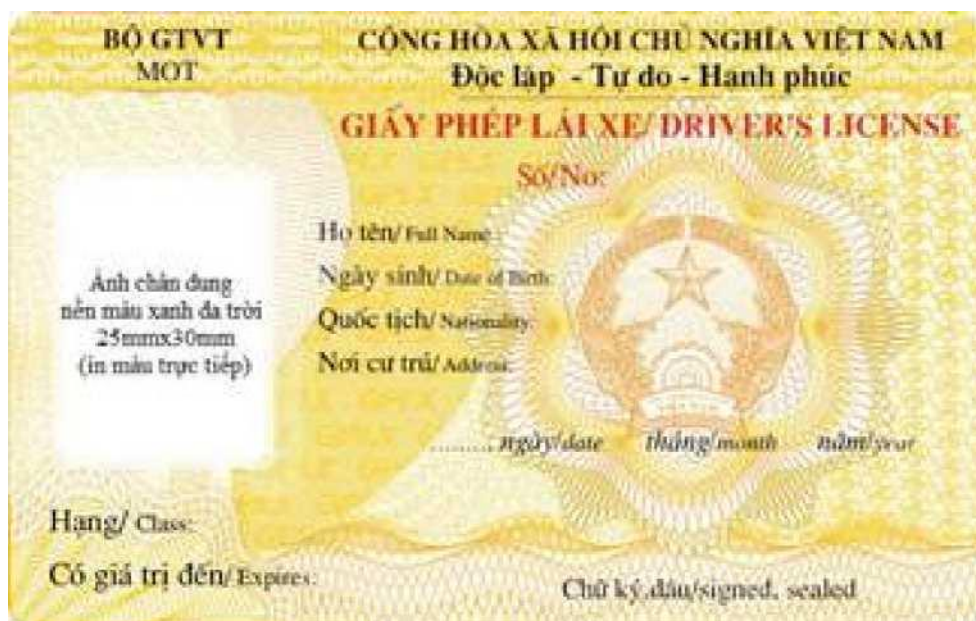 BỘ GTVT
MOT
CỘNG HÒA XÃ HỘI CHỦ NGHĨA VIỆT NAM
Độc lập - Tự do - Hạnh phúc
GIẤY PHÉP LÁI XE/ DRIVER'S LICENSE
Số/No:
Ảnh chân dung
nền màu xanh da trời
25mmx30mm
(in màu trực tiếp)
Họ tên/ Full Name:
Ngày sinh/ Date of Birth:
Quốc tịch/ Nationality:
Nơi cư trú/ Address:
......... ngày/date tháng/month năm/year
Hạng/ Class:
Có giá trị đến/ Expires:
Chữ ký,dấu/signed, sealed